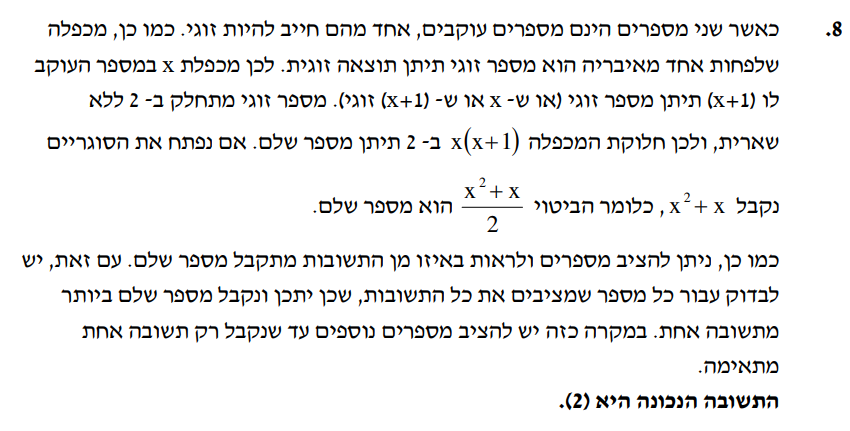 8. כאשר שני מספרים הינם מספרים עוקבים, אחד מהם חייב להיות זוגי. כמו כן, מכפלה
שלפחות אחד מאיבריה הוא מספר זוגי תיתן תוצאה זוגית. לכן מכפלת x במספר העוקב
לו (x+1) תיתן מספר זוגי (או ש- x או ש- (x+1) זוגי). מספר זוגי מתחלק ב- 2 ללא
שארית, ולכן חלוקת המכפלה x(x+1) ב- 2 תיתן מספר שלם. אם נפתח את הסוגריים
נקבל x²+x, כלומר הביטוי (x²+x)/2 הוא מספר שלם.
כמו כן, ניתן להציב מספרים ולראות באיזו מן התשובות מתקבל מספר שלם. עם זאת, יש
לבדוק עבור כל מספר שמציבים את כל התשובות, שכן יתכן ונקבל מספר שלם ביותר
מתשובה אחת. במקרה כזה יש להציב מספרים נוספים עד שנקבל רק תשובה אחת
מתאימה.
התשובה הנכונה היא (2).